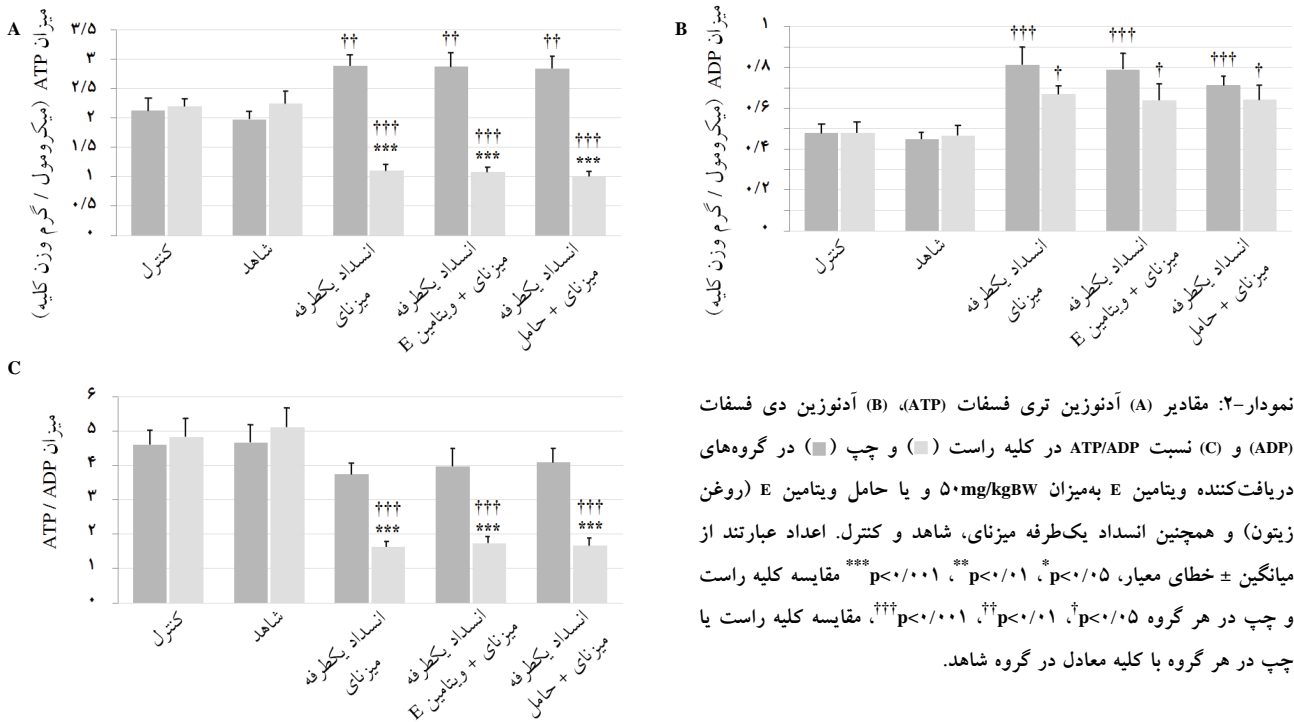 A
میزان ATP (میکرومول / گرم وزن کلیه)
۳/۵
۳
۲/۵
۲
۱/۵
۱
۰/۵
۰
††
††
††
†††
***
†††
***
†††
***
کنترل
شاهد
انسداد یکطرفه
میزنای
انسداد یکطرفه
میزنای + ویتامین E
انسداد یکطرفه
میزنای + حامل
B
میزان ADP (میکرومول / گرم وزن کلیه)
۱
۰/۸
۰/۶
۰/۴
۰/۲
۰
†††
†
†††
†
†††
†
کنترل
شاهد
انسداد یکطرفه
میزنای
انسداد یکطرفه
میزنای + ویتامین E
انسداد یکطرفه
میزنای + حامل
C
میزان ATP / ADP
۶
۵
۴
۳
۲
۱
۰
†††
***
†††
***
†††
***
کنترل
شاهد
انسداد یکطرفه
میزنای
انسداد یکطرفه
میزنای + ویتامین E
انسداد یکطرفه
میزنای + حامل
نمودار-۲: مقادیر (A) آدنوزین تری فسفات (ATP)، (B) آدنوزین دی فسفات
(ADP) و (C) نسبت ATP/ADP در کلیه راست ( ) و چپ ( ) در گروه‌های
دریافت‌کننده ویتامین E به‌میزان ۵۰mg/kgBW و یا حامل ویتامین E (روغن
زیتون) و همچنین انسداد یک‌طرفه میزنای، شاهد و کنترل. اعداد عبارتند از
میانگین ± خطای معیار، p<۰/۰۵*، p<۰/۰۱**، p<۰/۰۰۱*** مقایسه کلیه راست
و چپ در هر گروه p<۰/۰۵†، p<۰/۰۱††، p<۰/۰۰۱†††، مقایسه کلیه راست یا
چپ در هر گروه با کلیه معادل در گروه شاهد.